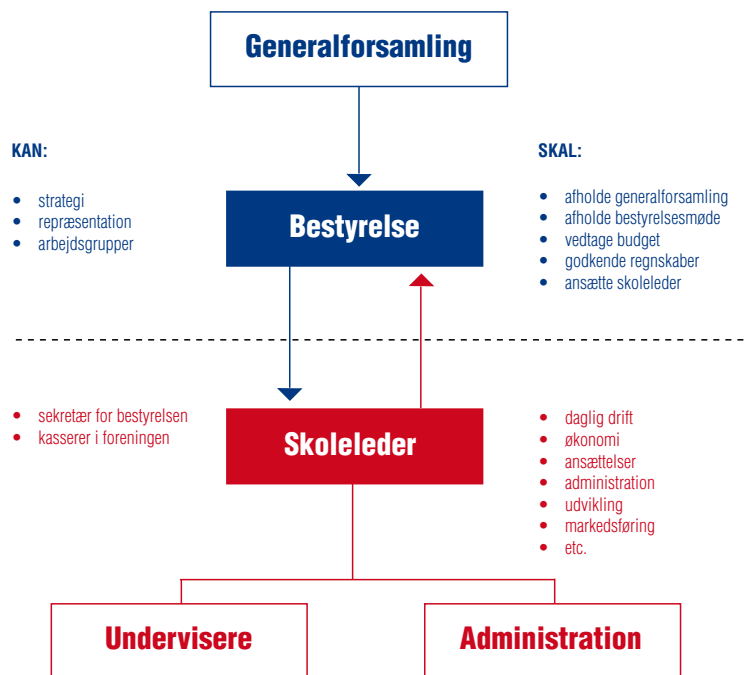 Generalforsamling
KAN:
• strategi
• repræsentation
• arbejdsgrupper
Bestyrelse
SKAL:
• afholde generalforsamling
• afholde bestyrelsesmøde
• vedtage budget
• godkende regnskaber
• ansætte skoleleder
• sekretær for bestyrelsen
• kasserer i foreningen
Skoleleder
• daglig drift
• økonomi
• ansættelser
• administration
• udvikling
• markedsføring
• etc.
Undervisere
Administration